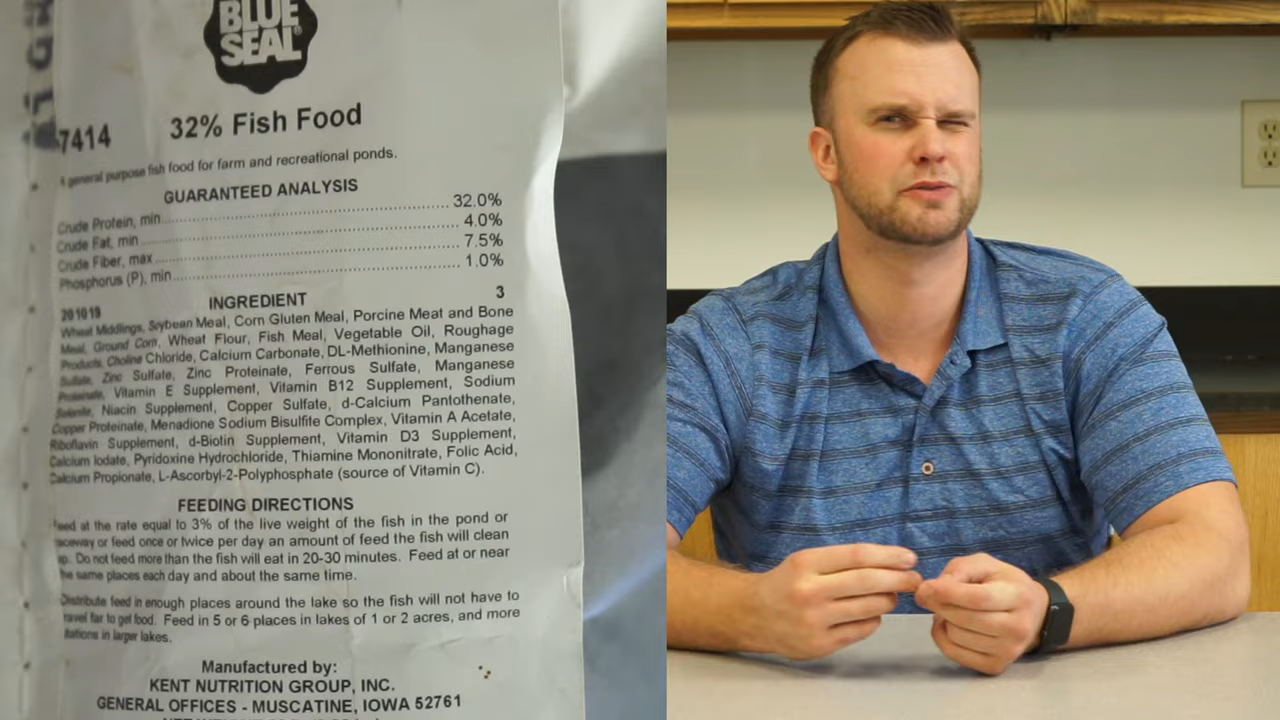 BLUE
SEAL®
7414
32% Fish Food
A general purpose fish food for farm and recreational ponds.
GUARANTEED ANALYSIS
Crude Protein, min 32.0%
Crude Fat, min 4.0%
Crude Fiber, max 7.5%
Phosphorus (P), min 1.0%
201019
INGREDIENT 3
Wheat Middlings, Soybean Meal, Corn Gluten Meal, Porcine Meat and Bone
Meal, Ground Corn, Wheat Flour, Fish Meal, Vegetable Oil, Roughage
Products, Choline Chloride, Calcium Carbonate, DL-Methionine, Manganese
Sulfate, Zinc Sulfate, Zinc Proteinate, Ferrous Sulfate, Manganese
Proteinate, Vitamin E Supplement, Vitamin B12 Supplement, Sodium
Selenite, Niacin Supplement, Copper Sulfate, d-Calcium Pantothenate,
Copper Proteinate, Menadione Sodium Bisulfite Complex, Vitamin A Acetate,
Riboflavin Supplement, d-Biotin Supplement, Vitamin D3 Supplement,
Calcium Iodate, Pyridoxine Hydrochloride, Thiamine Mononitrate, Folic Acid,
Calcium Propionate, L-Ascorbyl-2-Polyphosphate (source of Vitamin C).
FEEDING DIRECTIONS
Feed at the rate equal to 3% of the live weight of the fish in the pond or
raceway or feed once or twice per day an amount of feed the fish will clean
up. Do not feed more than the fish will eat in 20-30 minutes. Feed at or near
the same places each day and about the same time.
Distribute feed in enough places around the lake so the fish will not have to
travel far to get food. Feed in 5 or 6 places in lakes of 1 or 2 acres, and more
stations in larger lakes.
Manufactured by:
KENT NUTRITION GROUP, INC.
GENERAL OFFICES - MUSCATINE, IOWA 52761